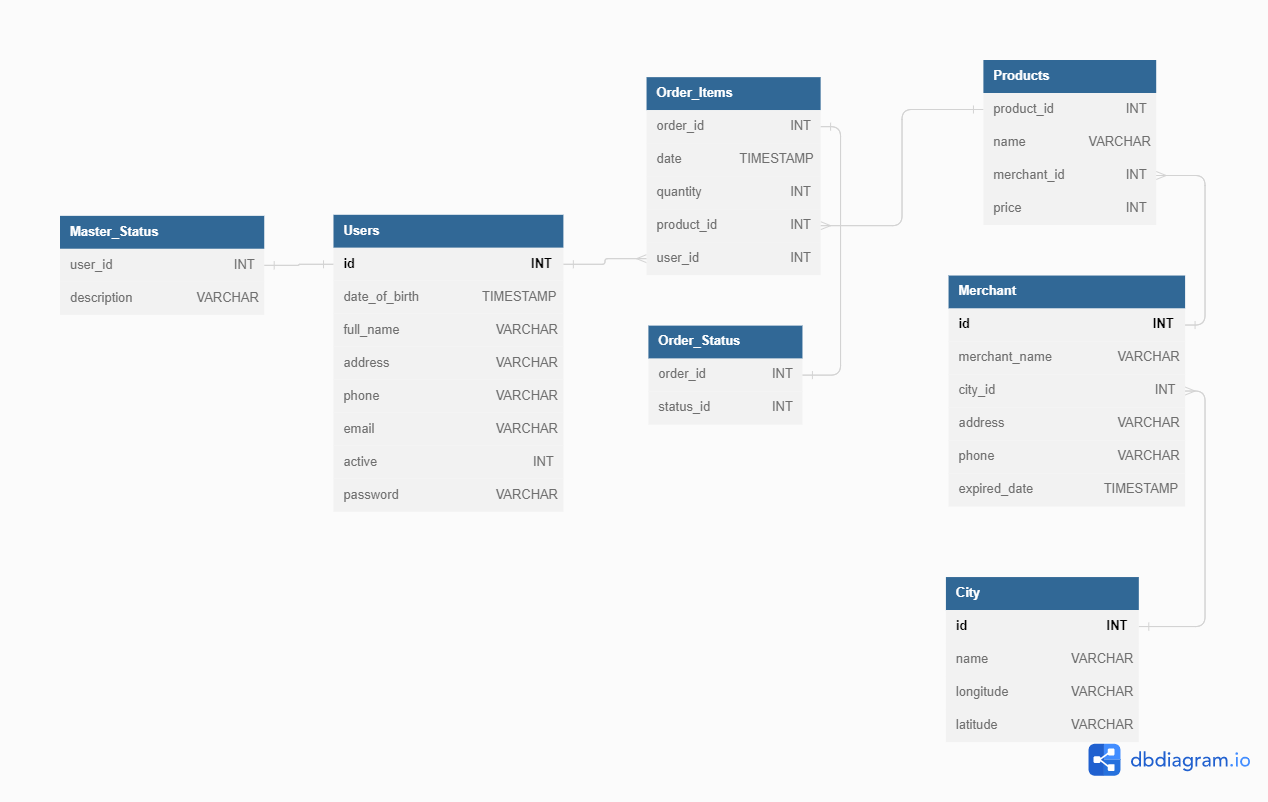 Master_Status
user_id INT
description VARCHAR
Users
id INT
date_of_birth TIMESTAMP
full_name VARCHAR
address VARCHAR
phone VARCHAR
email VARCHAR
active INT
password VARCHAR
Order_Items
order_id INT
date TIMESTAMP
quantity INT
product_id INT
user_id INT
Order_Status
order_id INT
status_id INT
Products
product_id INT
name VARCHAR
merchant_id INT
price INT
Merchant
id INT
merchant_name VARCHAR
city_id INT
address VARCHAR
phone VARCHAR
expired_date TIMESTAMP
City
id INT
name VARCHAR
longitude VARCHAR
latitude VARCHAR
dbdiagram.io